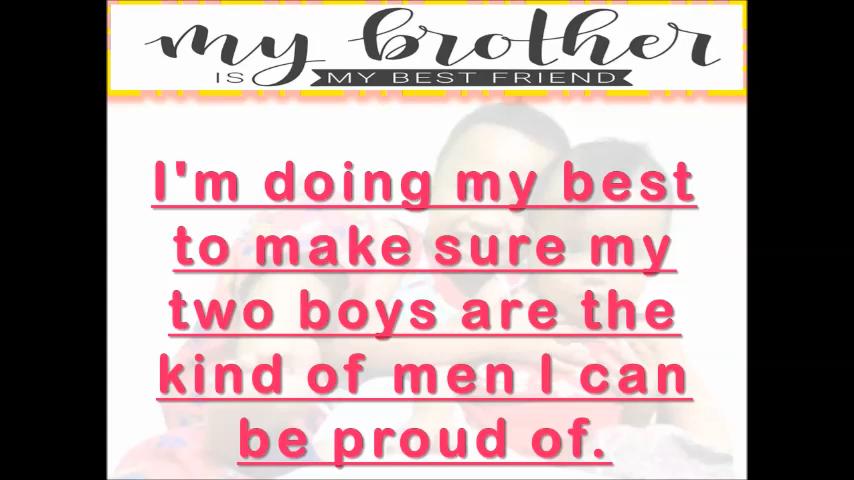 my brother
IS MY BEST FRIEND
I'm doing my best
to make sure my
two boys are the
kind of men I can
be proud of.